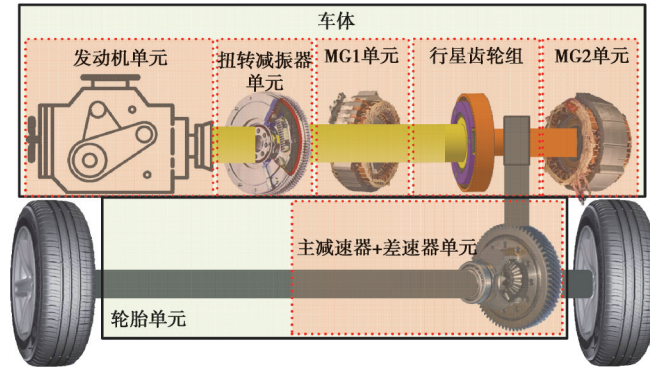 车体
发动机单元
扭转减振器
单元
MG1单元
行星齿轮组
MG2单元
主减速器+差速器单元
轮胎单元